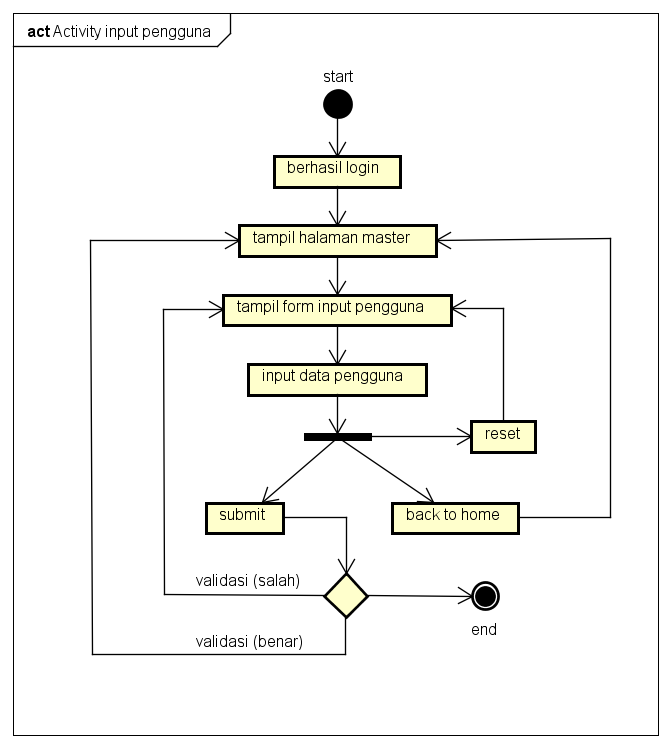 act Activity input pengguna
start
berhasil login
tampil halaman master
tampil form input pengguna
input data pengguna
reset
submit
back to home
validasi (salah)
end
validasi (benar)